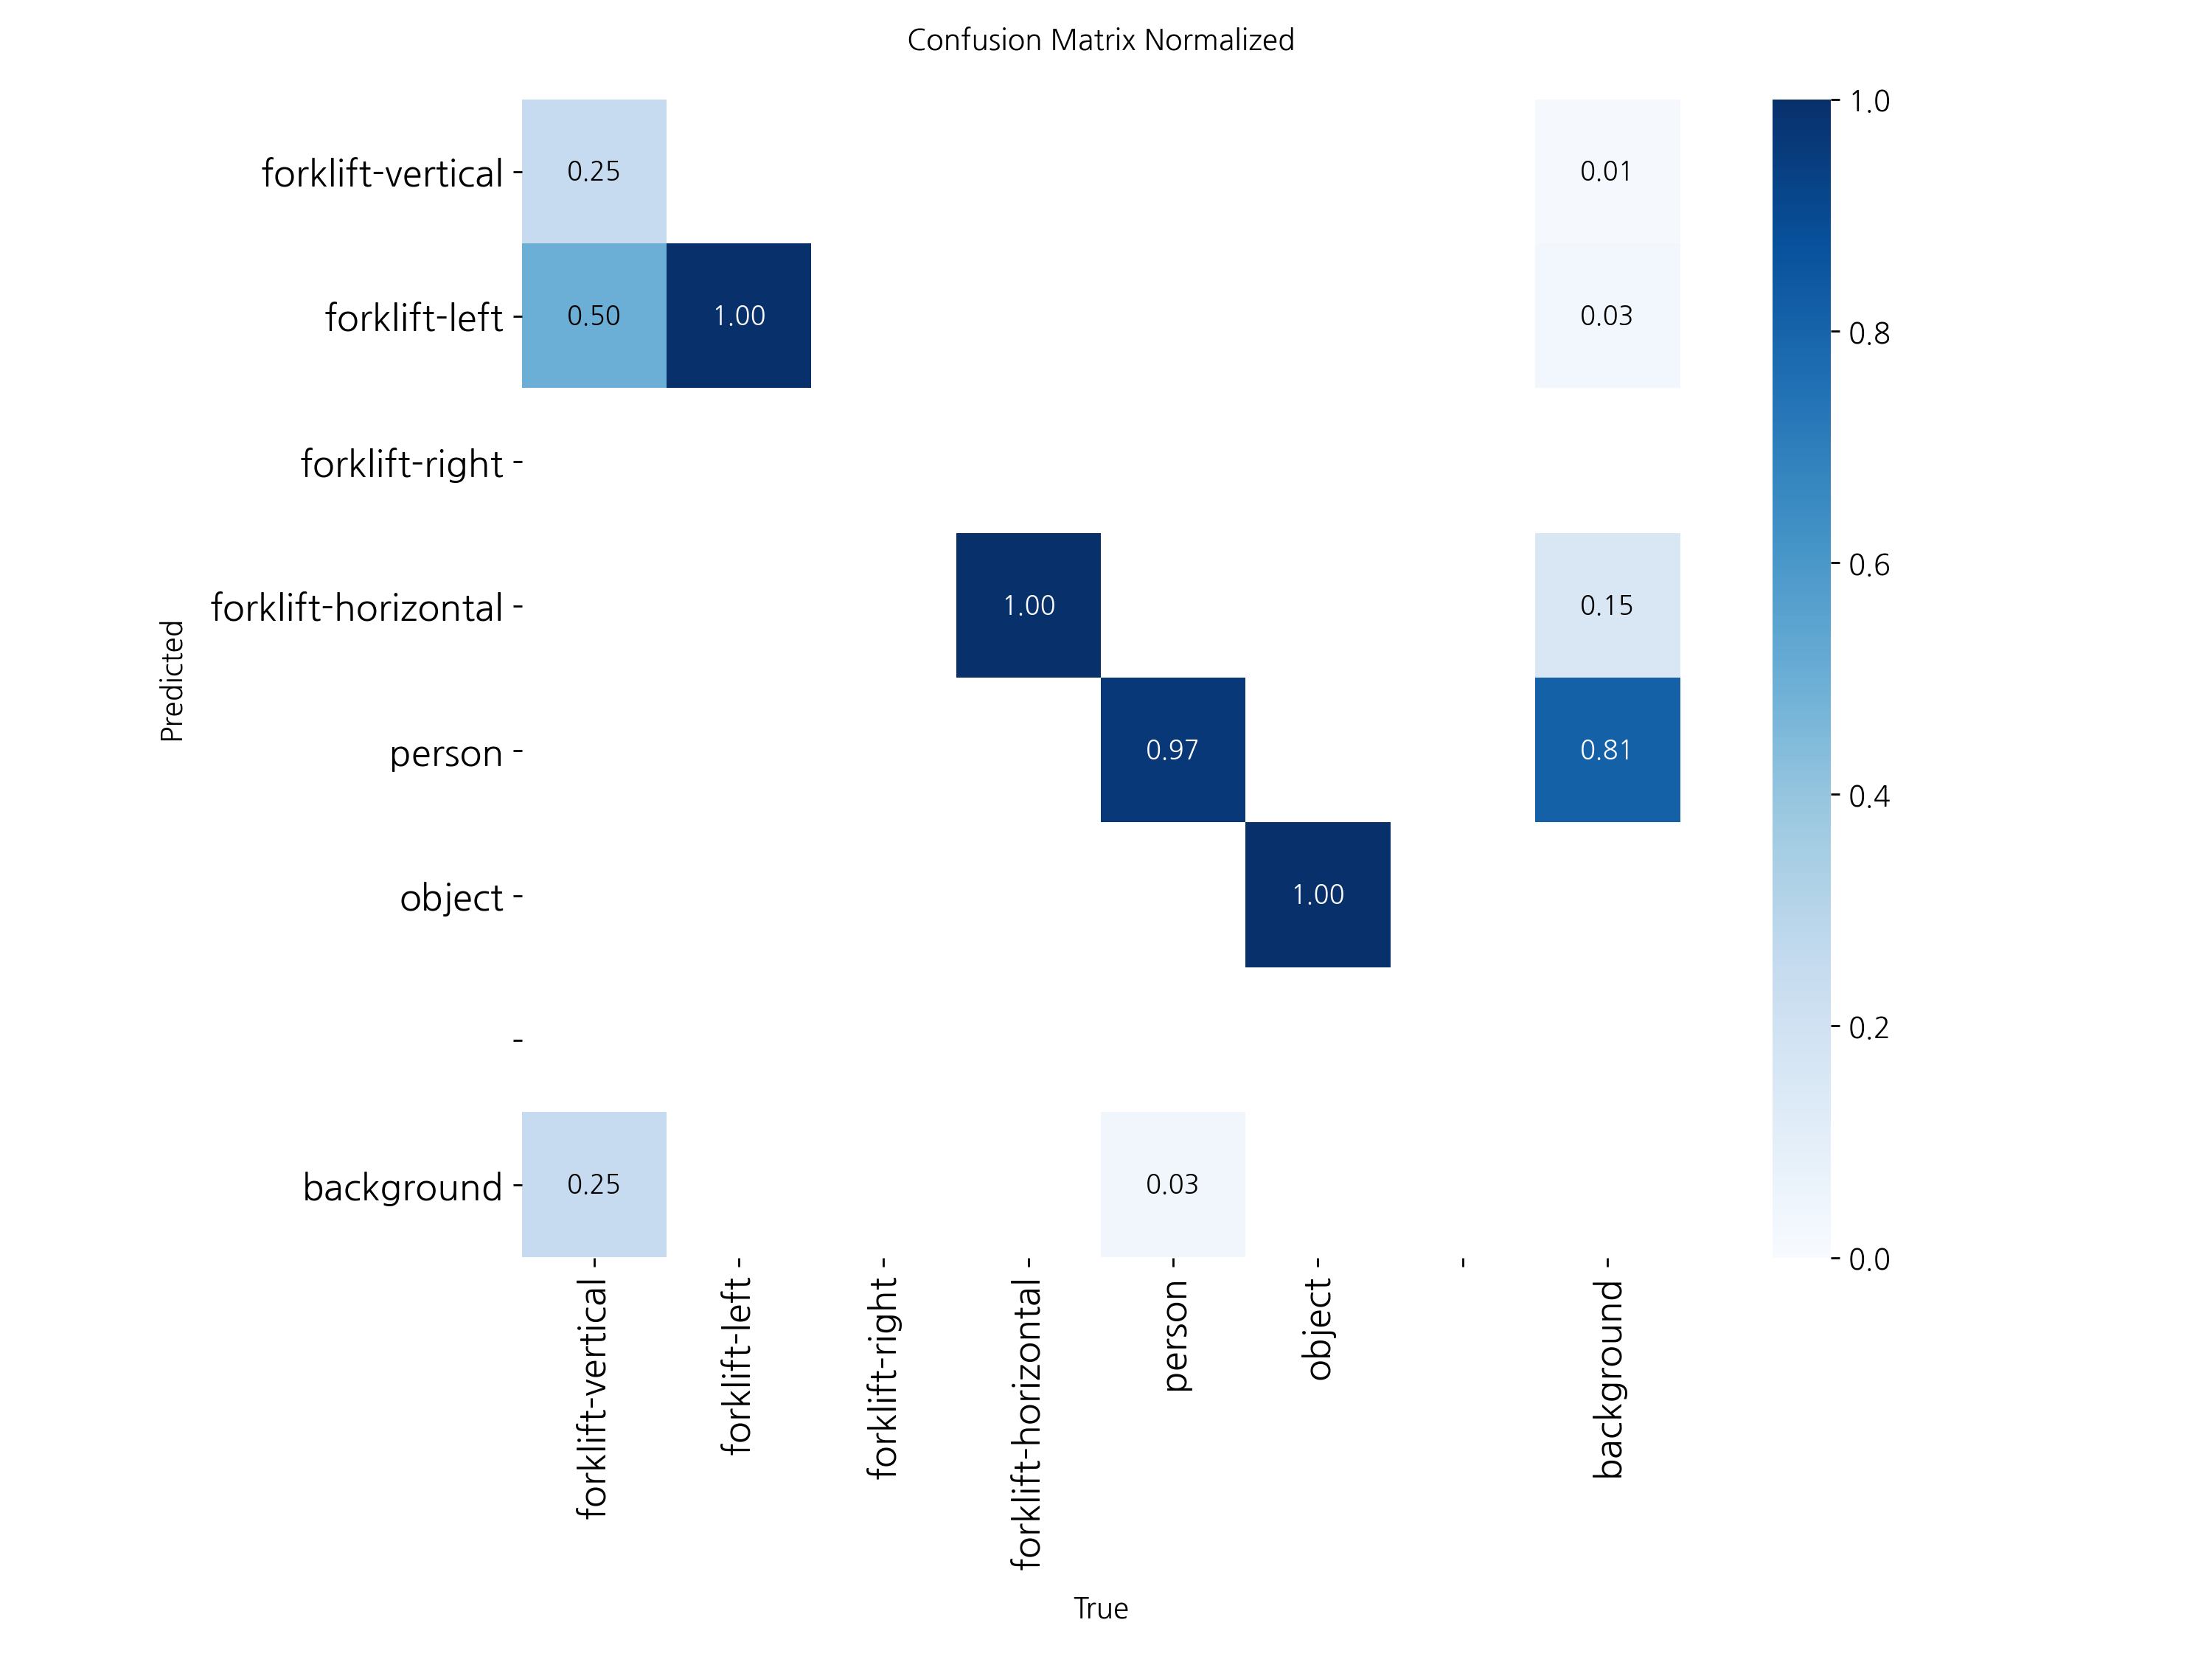 Confusion Matrix Normalized
forklift-vertical
0.25
0.01
forklift-left
0.50
1.00
0.03
forklift-right
forklift-horizontal
1.00
0.15
person
0.97
0.81
object
1.00
background
0.25
0.03
Predicted
forklift-vertical
forklift-left
forklift-right
forklift-horizontal
person
object
background
True
1.0
0.8
0.6
0.4
0.2
0.0